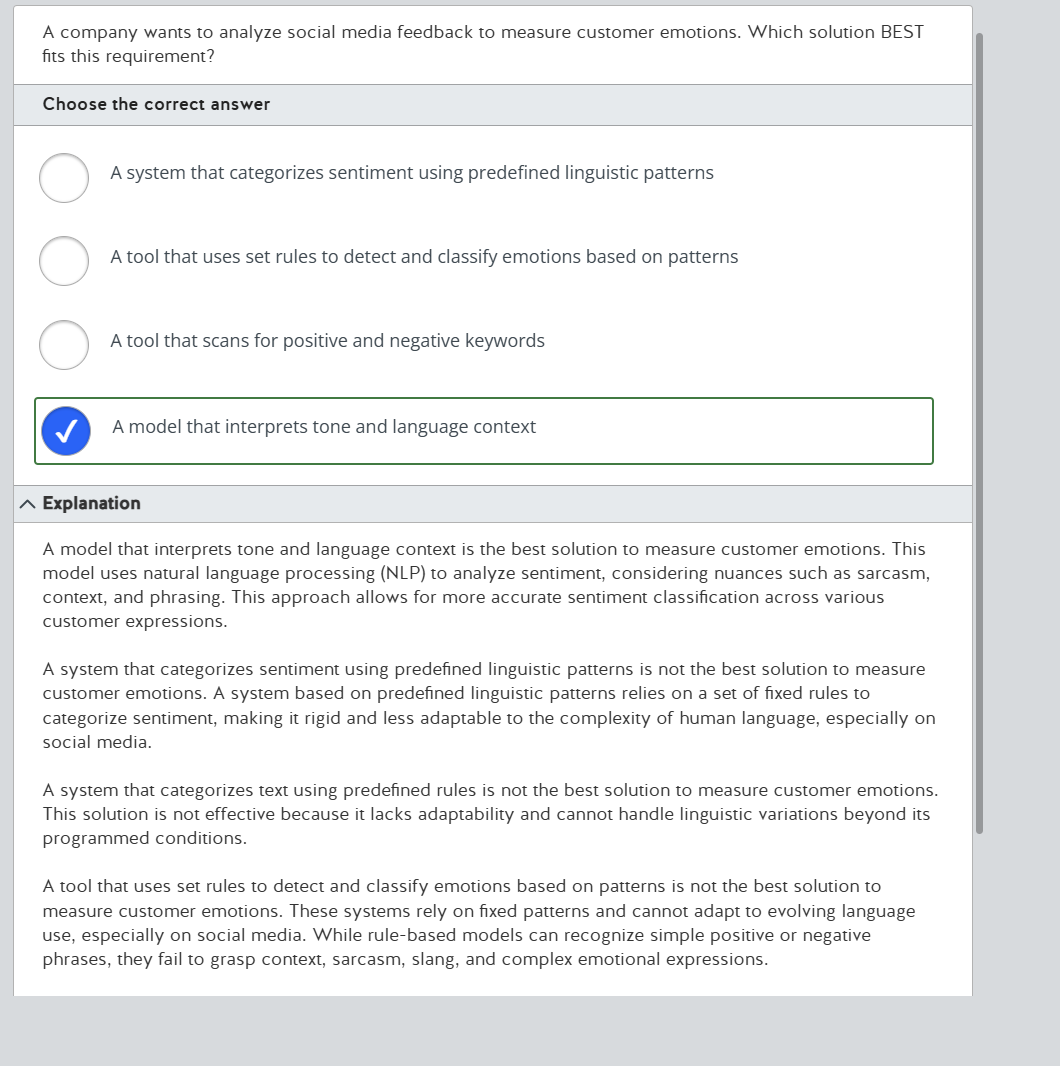 A company wants to analyze social media feedback to measure customer emotions. Which solution BEST
fits this requirement?
Choose the correct answer
A system that categorizes sentiment using predefined linguistic patterns
A tool that uses set rules to detect and classify emotions based on patterns
A tool that scans for positive and negative keywords
A model that interprets tone and language context
Explanation
A model that interprets tone and language context is the best solution to measure customer emotions. This
model uses natural language processing (NLP) to analyze sentiment, considering nuances such as sarcasm,
context, and phrasing. This approach allows for more accurate sentiment classification across various
customer expressions.
A system that categorizes sentiment using predefined linguistic patterns is not the best solution to measure
customer emotions. A system based on predefined linguistic patterns relies on a set of fixed rules to
categorize sentiment, making it rigid and less adaptable to the complexity of human language, especially on
social media.
A system that categorizes text using predefined rules is not the best solution to measure customer emotions.
This solution is not effective because it lacks adaptability and cannot handle linguistic variations beyond its
programmed conditions.
A tool that uses set rules to detect and classify emotions based on patterns is not the best solution to
measure customer emotions. These systems rely on fixed patterns and cannot adapt to evolving language
use, especially on social media. While rule-based models can recognize simple positive or negative
phrases, they fail to grasp context, sarcasm, slang, and complex emotional expressions.